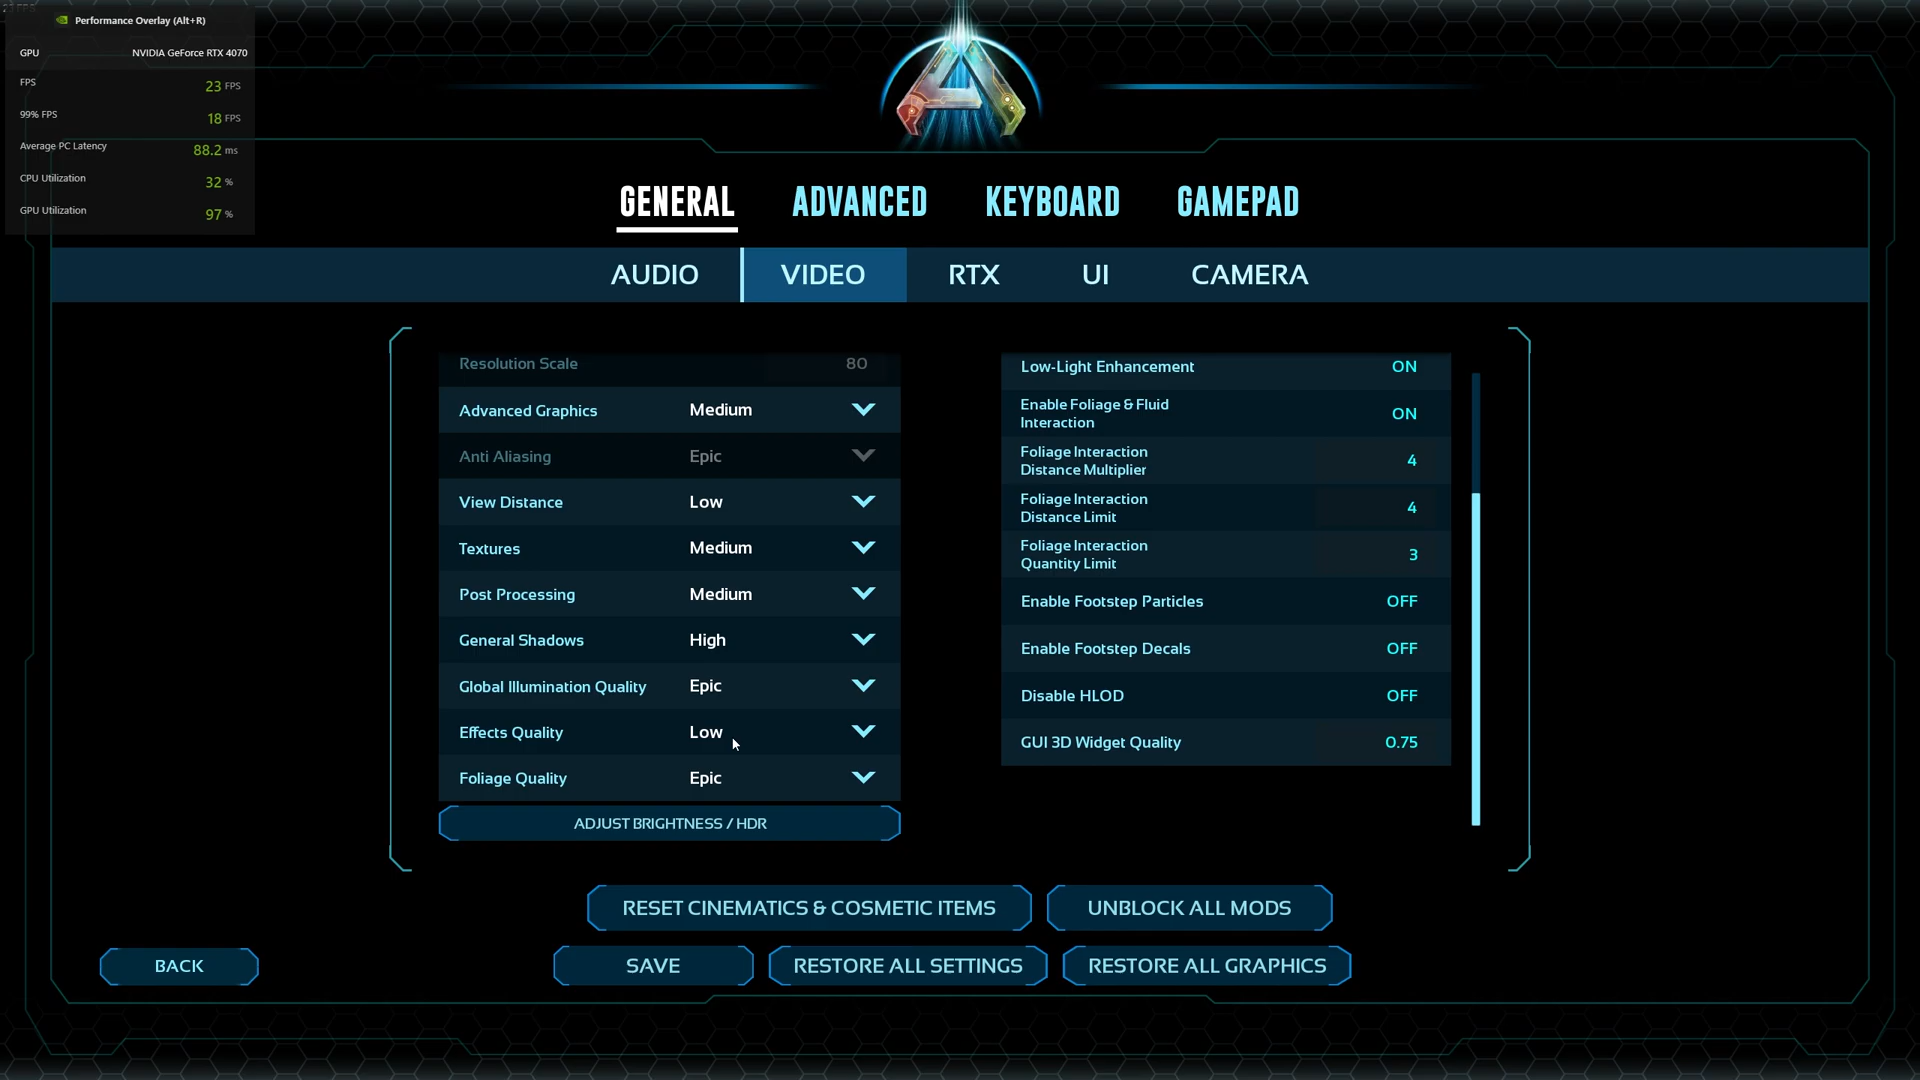 Performance Overlay (Alt+R)
GPU NVIDIA GeForce RTX 4070
FPS 23 FPS
99% FPS 18 FPS
Average PC Latency 88.2 ms
CPU Utilization 32 %
GPU Utilization 97 %
GENERAL ADVANCED KEYBOARD GAMEPAD
AUDIO VIDEO RTX UI CAMERA
Resolution Scale 80
Advanced Graphics Medium
Anti Aliasing Epic
View Distance Low
Textures Medium
Post Processing Medium
General Shadows High
Global Illumination Quality Epic
Effects Quality Low
Foliage Quality Epic
ADJUST BRIGHTNESS / HDR
Low-Light Enhancement ON
Enable Foliage & Fluid
Interaction ON
Foliage Interaction
Distance Multiplier 4
Foliage Interaction
Distance Limit 4
Foliage Interaction
Quantity Limit 3
Enable Footstep Particles OFF
Enable Footstep Decals OFF
Disable HLOD OFF
GUI 3D Widget Quality 0.75
RESET CINEMATICS & COSMETIC ITEMS UNBLOCK ALL MODS
BACK SAVE RESTORE ALL SETTINGS RESTORE ALL GRAPHICS